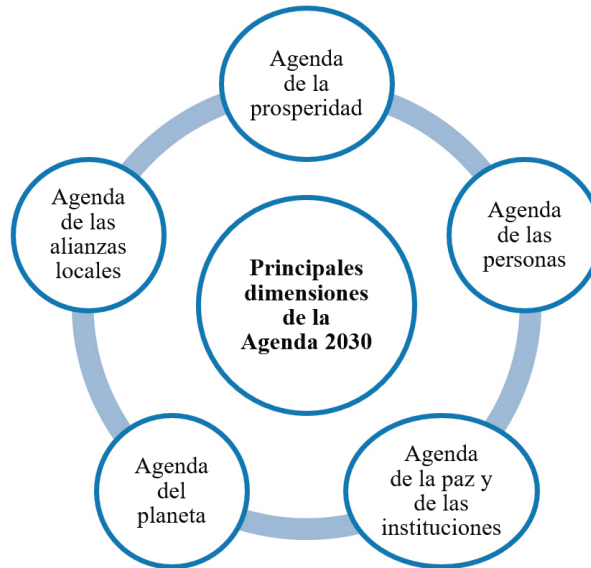 Agenda
de la
prosperidad
Agenda
de las
alianzas
locales
Agenda
de las
personas
Principales
dimensiones
de la
Agenda 2030
Agenda
del
planeta
Agenda
de la paz y
de las
instituciones